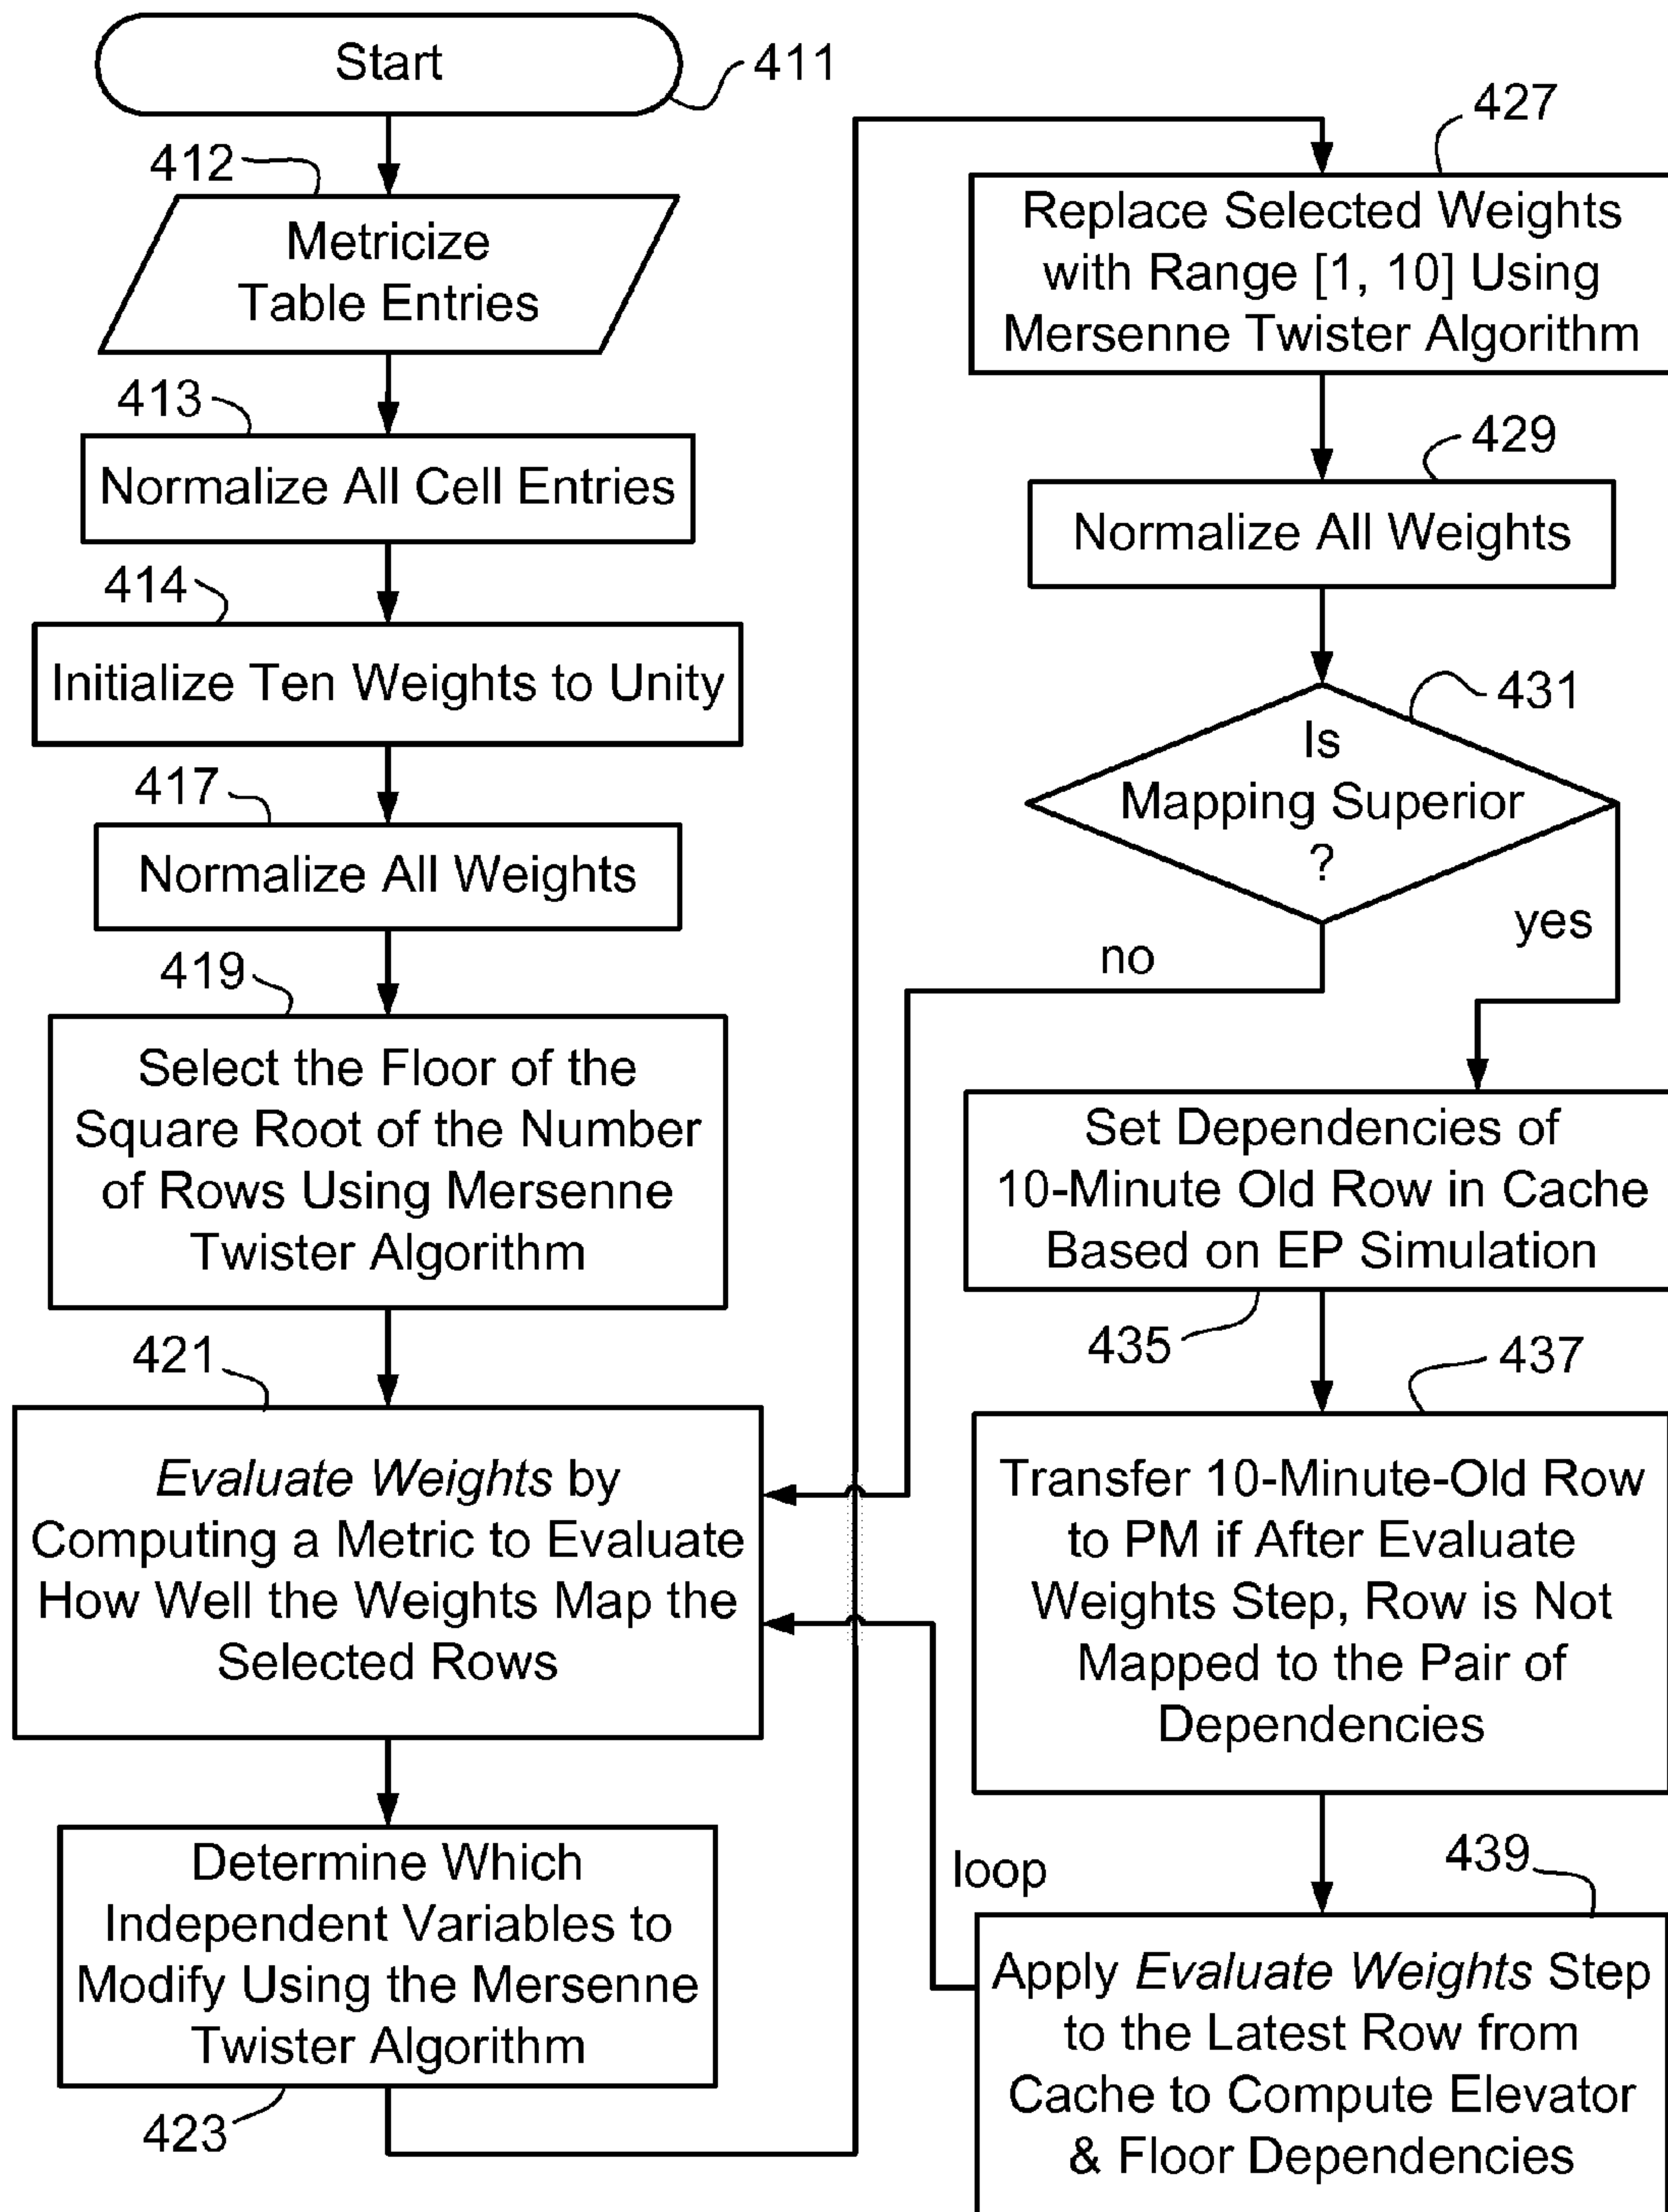 Start
411
412
Metricize
Table Entries
413
Normalize All Cell Entries
414
Initialize Ten Weights to Unity
417
Normalize All Weights
419
Select the Floor of the
Square Root of the Number
of Rows Using Mersenne
Twister Algorithm
421
Evaluate Weights by
Computing a Metric to Evaluate
How Well the Weights Map the
Selected Rows
Determine Which
Independent Variables to
Modify Using the Mersenne
Twister Algorithm
423
427
Replace Selected Weights
with Range [1, 10] Using
Mersenne Twister Algorithm
429
Normalize All Weights
431
Is
Mapping Superior
?
yes
no
Set Dependencies of
10-Minute Old Row in Cache
Based on EP Simulation
435
437
Transfer 10-Minute-Old Row
to PM if After Evaluate
Weights Step, Row is Not
Mapped to the Pair of
Dependencies
439
loop
Apply Evaluate Weights Step
to the Latest Row from
Cache to Compute Elevator
& Floor Dependencies